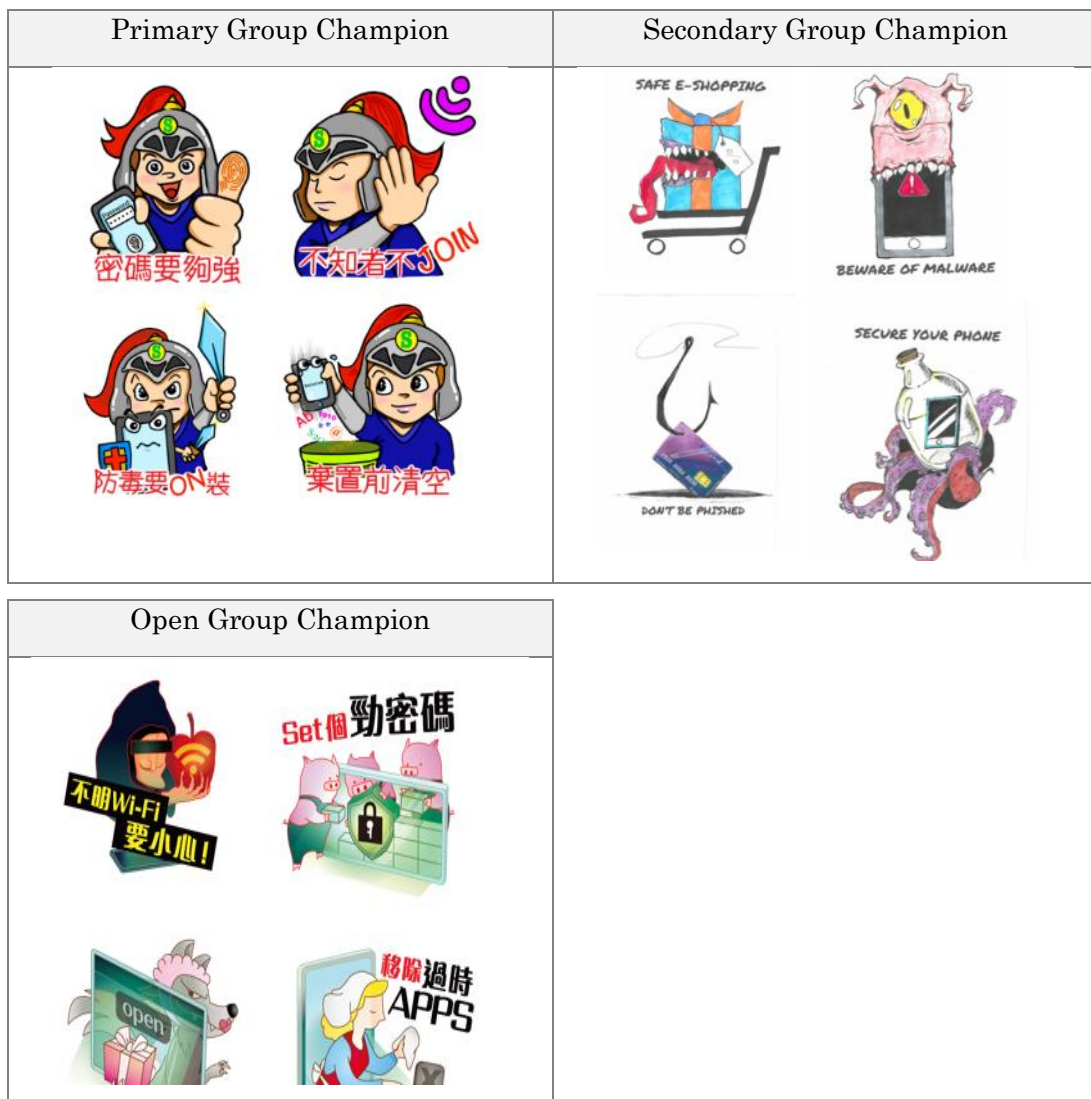 Primary Group Champion
Secondary Group Champion
S
Password
密碼要夠強
S
不知者不JOIN
S
防毒要ON裝
S
Ab
@
棄置前清空
SAFE E-SHOPPING
BEWARE OF MALWARE
DON'T BE PHISHED
SECURE YOUR PHONE
Open Group Champion
不明Wi-Fi
要小心!
Set個勁密碼
open
移除過時
APPS
X